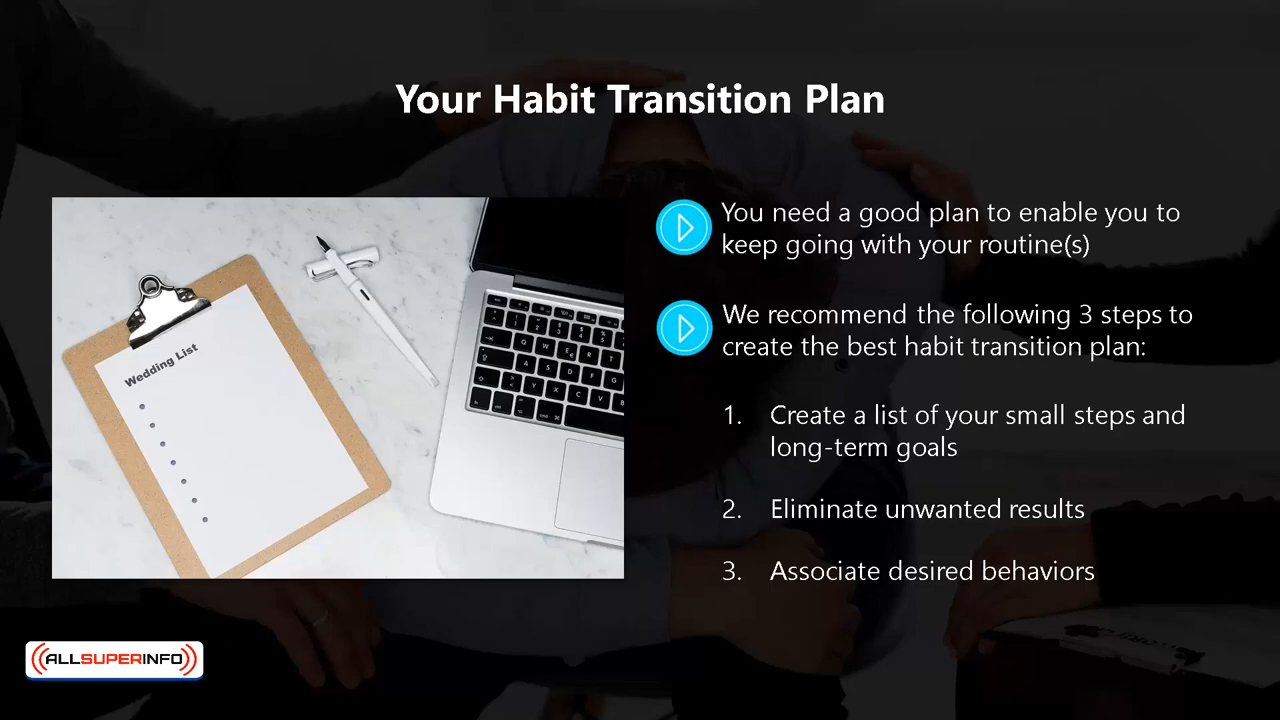 Your Habit Transition Plan
Wedding List
You need a good plan to enable you to
keep going with your routine(s)
We recommend the following 3 steps to
create the best habit transition plan:
1. Create a list of your small steps and
long-term goals
2. Eliminate unwanted results
3. Associate desired behaviors
ALLSUPERINFO